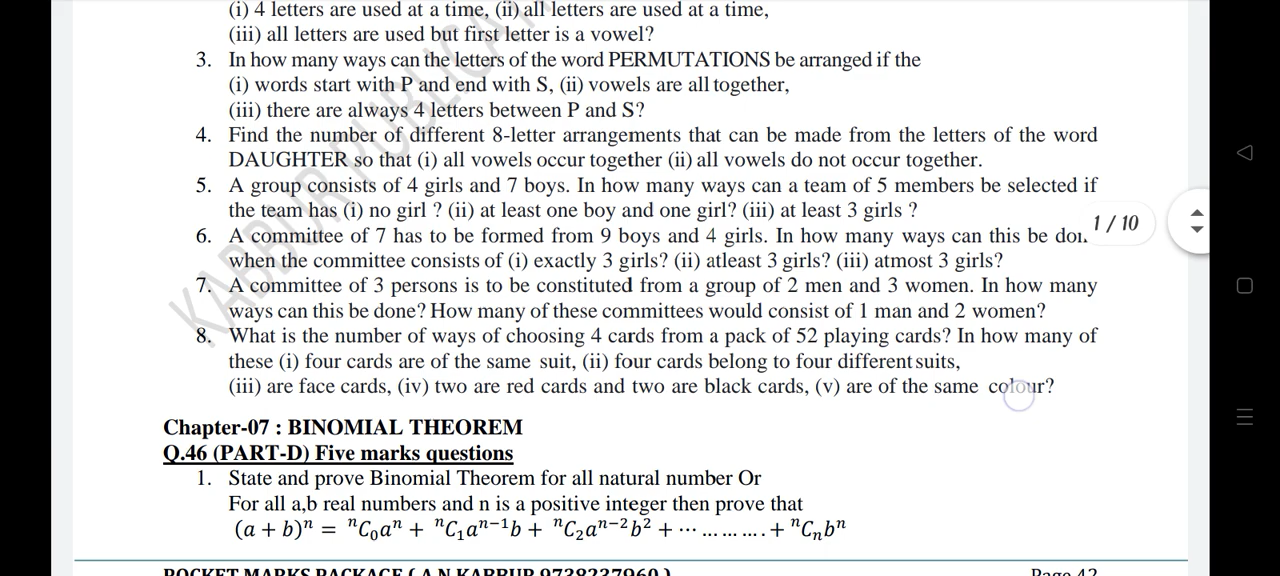 (i) 4 letters are used at a time, (ii) all letters are used at a time,
(iii) all letters are used but first letter is a vowel?
3. In how many ways can the letters of the word PERMUTATIONS be arranged if the
(i) words start with P and end with S, (ii) vowels are all together,
(iii) there are always 4 letters between P and S?
4. Find the number of different 8-letter arrangements that can be made from the letters of the word
DAUGHTER so that (i) all vowels occur together (ii) all vowels do not occur together.
5. A group consists of 4 girls and 7 boys. In how many ways can a team of 5 members be selected if
the team has (i) no girl ? (ii) at least one boy and one girl? (iii) at least 3 girls ?
1 / 10
6. A committee of 7 has to be formed from 9 boys and 4 girls. In how many ways can this be
when the committee consists of (i) exactly 3 girls? (ii) atleast 3 girls? (iii) atmost 3 girls?
7. A committee of 3 persons is to be constituted from a group of 2 men and 3 women. In how many
ways can this be done? How many of these committees would consist of 1 man and 2 women?
8. What is the number of ways of choosing 4 cards from a pack of 52 playing cards? In how many of
these (i) four cards are of the same suit, (ii) four cards belong to four different suits,
(iii) are face cards, (iv) two are red cards and two are black cards, (v) are of the same colour?
KABBUR
Chapter-07 : BINOMIAL THEOREM
Q.46 (PART-D) Five marks questions
1. State and prove Binomial Theorem for all natural number Or
For all a,b real numbers and n is a positive integer then prove that
(a + b)ⁿ = ⁿC₀aⁿ + ⁿC₁aⁿ⁻¹b + ⁿC₂aⁿ⁻²b² + ⋯ … … … . + ⁿCₙbⁿ
POCKET MARKS PACKAGE ( A N KABBUR 9738237960 ) Page 42